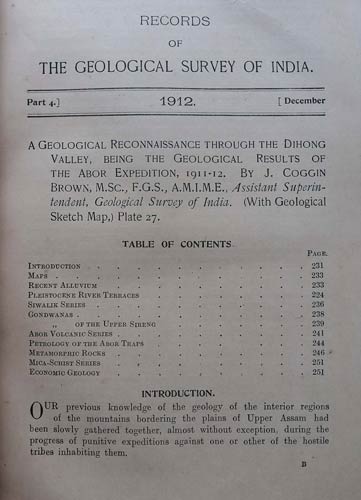 RECORDS
OF
THE GEOLOGICAL SURVEY OF INDIA.
Part 4.] 1912. [ December
A GEOLOGICAL RECONNAISSANCE THROUGH THE DIHONG
VALLEY, BEING THE GEOLOGICAL RESULTS OF
THE ABOR EXPEDITION, 1911-12. BY J. COGGIN
BROWN, M.SC., F.G.S., A.M.I.M.E., Assistant Superin-
tendent, Geological Survey of India. (With Geological
Sketch Map,) Plate 27.
TABLE OF CONTENTS
PAGE.
INTRODUCTION . . . . . . . . . . 231
MAPS . . . . . . . . . . 233
RECENT ALLUVIUM . . . . . . . . . . 233
PLEISTOCENE RIVER TERRACES . . . . . . . . 224
SIWALIK SERIES . . . . . . . . . . 236
GONDWANAS . . . . . . . . . . 238
„ OF THE UPPER SIRENG . . . . . . . 239
ABOR VOLCANIC SERIES . . . . . . . . . 241
PETROLOGY OF THE ABOR TRAPS . . . . . . . . 244
METAMORPHIC ROCKS . . . . . . . . . 246
MICA-SCHIST SERIES . . . . . . . . . 251
ECONOMIC GEOLOGY . . . . . . . . . 251
INTRODUCTION.
OUR previous knowledge of the geology of the interior regions
of the mountains bordering the plains of Upper Assam had
been slowly gathered together, almost without exception, during the
progress of punitive expeditions against one or other of the hostile
tribes inhabiting them.
B